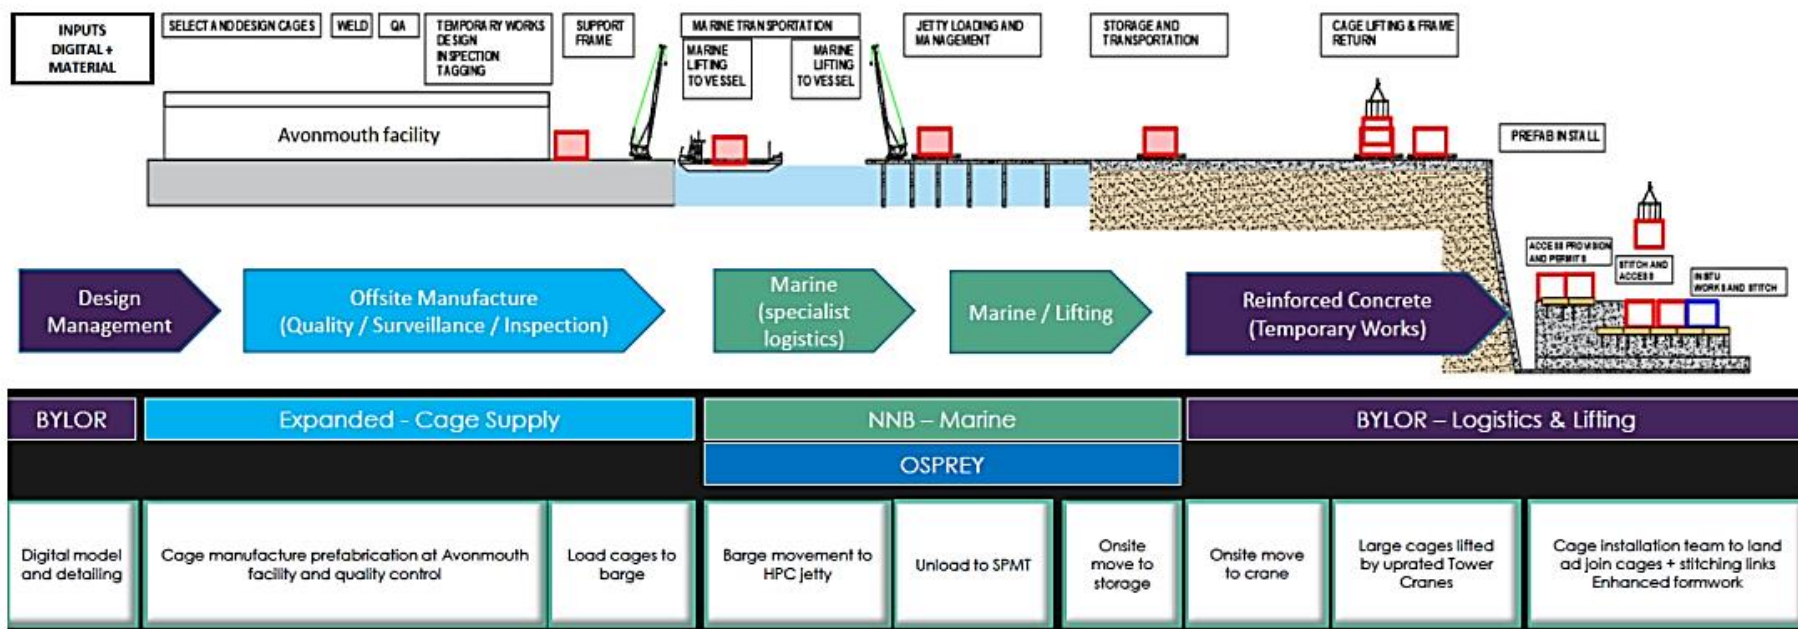 INPUTS
DIGITAL +
MATERIAL
SELECT AND DESIGN CAGES
WELD
QA
TEMPORARY WORKS
DESIGN
INSPECTION
TAGGING
SUPPORT
FRAME
MARINE TRANSPORTATION
MARINE
LIFTING
TO VESSEL
MARINE
LIFTING
TO VESSEL
JETTY LOADING AND
MANAGEMENT
STORAGE AND
TRANSPORTATION
CAGE LIFTING & FRAME
RETURN
Avonmouth facility
PREFAB INSTALL
ACCESS PROVISION
AND PERMITS
STITCH AND
ACCESS
INSTU
WORKS AND STITCH
Design
Management
Offsite Manufacture
(Quality / Surveillance / Inspection)
Marine
(specialist
logistics)
Marine / Lifting
Reinforced Concrete
(Temporary Works)
BYLOR
Expanded - Cage Supply
NNB – Marine
BYLOR – Logistics & Lifting
OSPREY
Digital model
and detailing
Cage manufacture prefabrication at Avonmouth
facility and quality control
Load cages to
barge
Barge movement to
HPC jetty
Unload to SPMT
Onsite
move to
storage
Onsite move
to crane
Large cages lifted
by uprated Tower
Cranes
Cage installation team to land
ad join cages + stitching links
Enhanced formwork